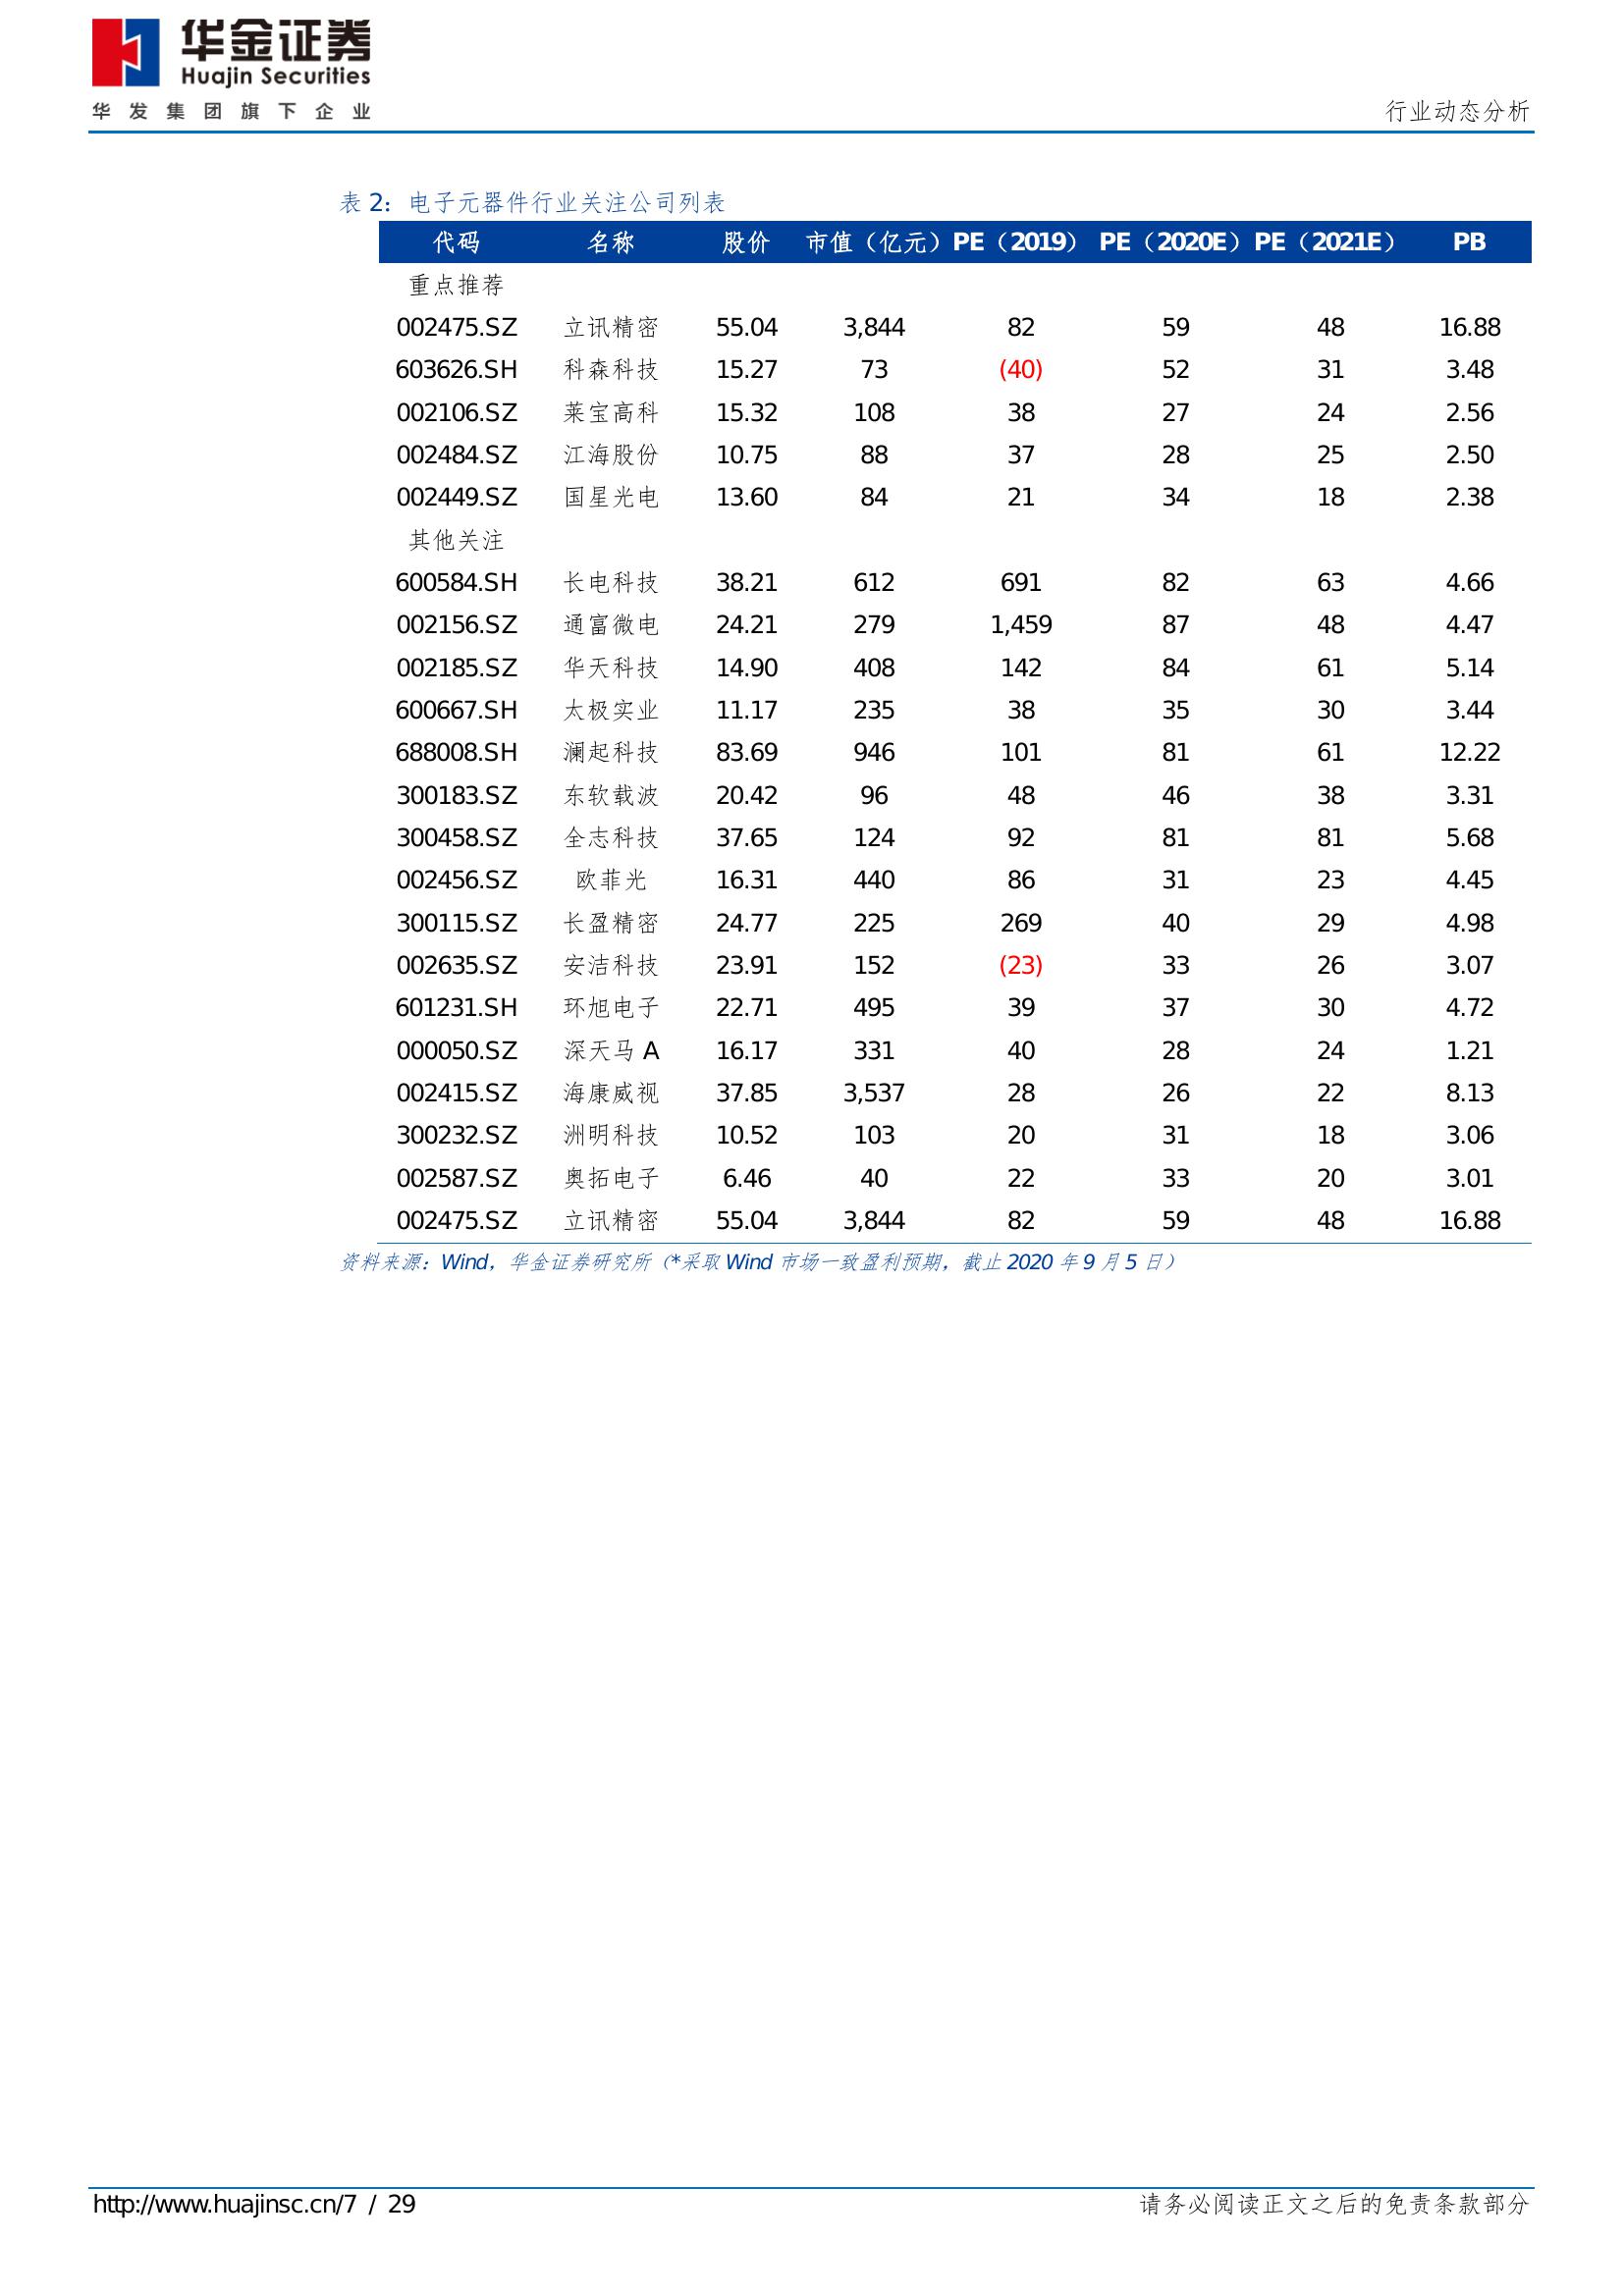 华金证券
Huajin Securities
华发集团旗下企业
行业动态分析
表 2：电子元器件行业关注公司列表
代码 名称 股价 市值（亿元） PE（2019） PE（2020E） PE（2021E） PB
重点推荐
002475.SZ 立讯精密 55.04 3,844 82 59 48 16.88
603626.SH 科森科技 15.27 73 (40) 52 31 3.48
002106.SZ 莱宝高科 15.32 108 38 27 24 2.56
002484.SZ 江海股份 10.75 88 37 28 25 2.50
002449.SZ 国星光电 13.60 84 21 34 18 2.38
其他关注
600584.SH 长电科技 38.21 612 691 82 63 4.66
002156.SZ 通富微电 24.21 279 1,459 87 48 4.47
002185.SZ 华天科技 14.90 408 142 84 61 5.14
600667.SH 太极实业 11.17 235 38 35 30 3.44
688008.SH 澜起科技 83.69 946 101 81 61 12.22
300183.SZ 东软载波 20.42 96 48 46 38 3.31
300458.SZ 全志科技 37.65 124 92 81 81 5.68
002456.SZ 欧菲光 16.31 440 86 31 23 4.45
300115.SZ 长盈精密 24.77 225 269 40 29 4.98
002635.SZ 安洁科技 23.91 152 (23) 33 26 3.07
601231.SH 环旭电子 22.71 495 39 37 30 4.72
000050.SZ 深天马 A 16.17 331 40 28 24 1.21
002415.SZ 海康威视 37.85 3,537 28 26 22 8.13
300232.SZ 洲明科技 10.52 103 20 31 18 3.06
002587.SZ 奥拓电子 6.46 40 22 33 20 3.01
002475.SZ 立讯精密 55.04 3,844 82 59 48 16.88
资料来源：Wind，华金证券研究所（*采取 Wind 市场一致盈利预期，截止 2020 年 9 月 5 日）
http://www.huajinsc.cn/7 / 29
请务必阅读正文之后的免责条款部分